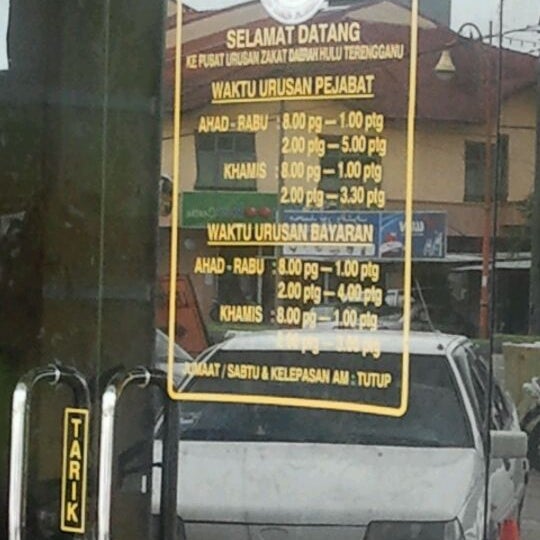 SELAMAT DATANG
KE PUSAT URUSAN ZAKAT DAERAH HULU TERENGGANU
WAKTU URUSAN PEJABAT
AHAD - RABU : 8.00 pg — 1.00 ptg
2.00 ptg — 5.00 ptg
KHAMIS : 8.00 pg — 1.00 ptg
2.00 ptg — 3.30 ptg
WAKTU URUSAN BAYARAN
AHAD - RABU : 8.00 pg — 1.00 ptg
2.00 ptg — 4.00 ptg
KHAMIS : 8.00 pg — 1.00 ptg
JUMAAT / SABTU & KELEPASAN AM : TUTUP
TARIK